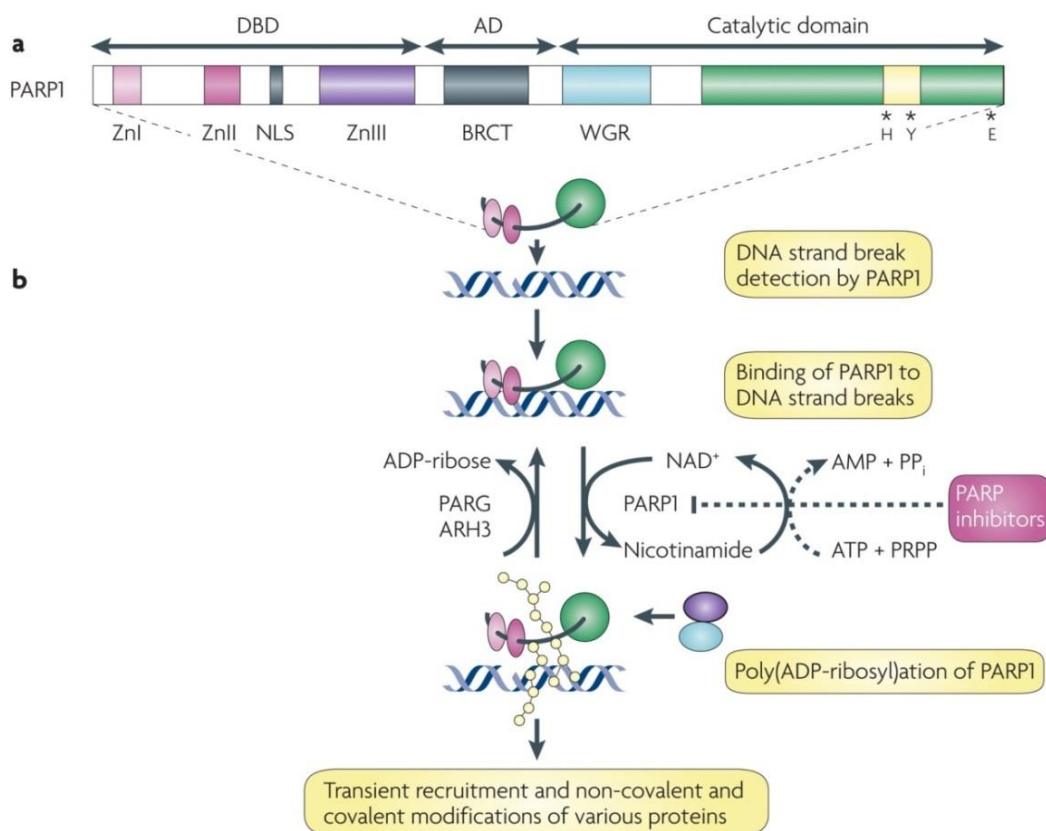 a
DBD
AD
Catalytic domain
PARP1
ZnI
ZnII
NLS
ZnIII
BRCT
WGR
* * *
H Y E
b
DNA strand break
detection by PARP1
Binding of PARP1 to
DNA strand breaks
ADP-ribose
PARG
ARH3
NAD⁺
PARP1
Nicotinamide
AMP + PPᵢ
ATP + PRPP
PARP
inhibitors
Poly(ADP-ribosyl)ation of PARP1
Transient recruitment and non-covalent and
covalent modifications of various proteins